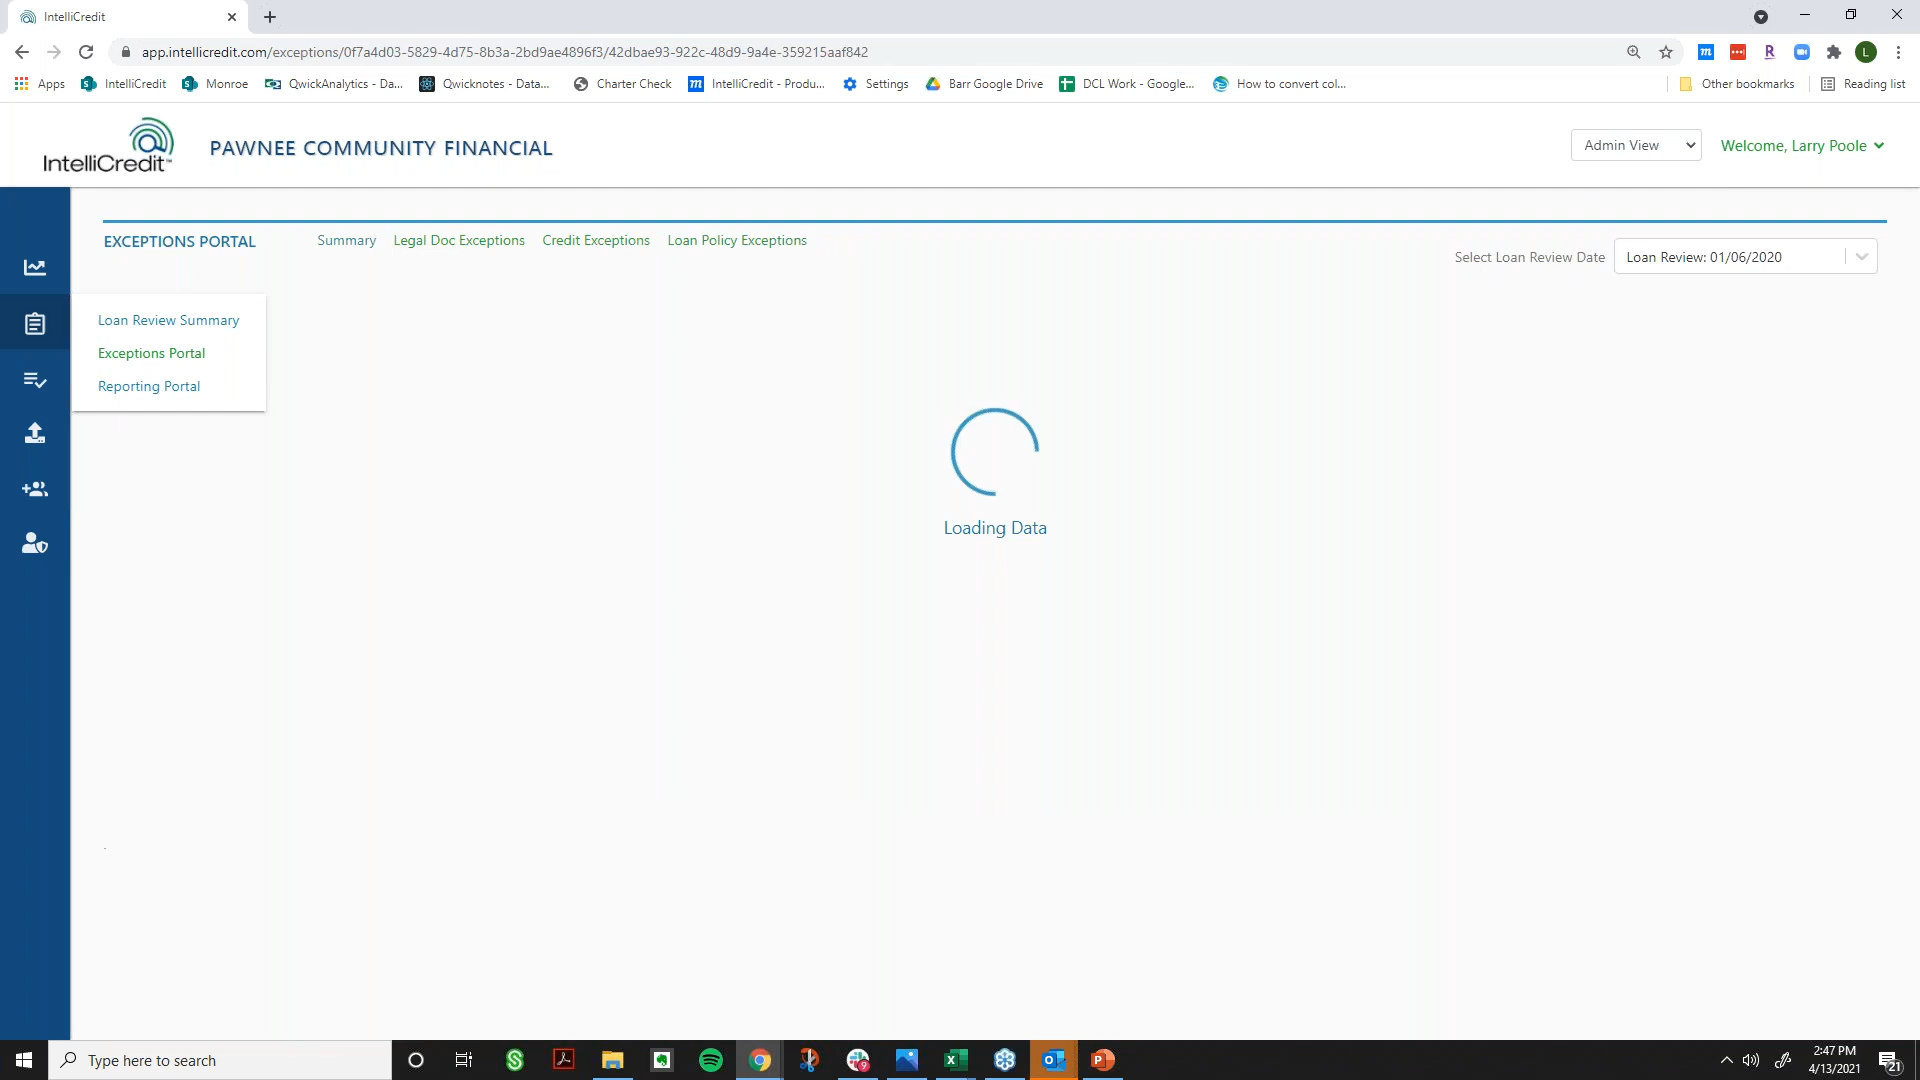 IntelliCredit
app.intellicredit.com/exceptions/0f7a4d03-5829-4d75-8b3a-2bd9ae4896f3/42dbae93-922c-48d9-9a4e-359215aaf842
Apps IntelliCredit Monroe QwickAnalytics - Da... Qwicknotes - Data... Charter Check IntelliCredit - Produ... Settings Barr Google Drive DCL Work - Google... How to convert col... Other bookmarks Reading list
IntelliCredit™
PAWNEE COMMUNITY FINANCIAL
Admin View
Welcome, Larry Poole
EXCEPTIONS PORTAL
Summary Legal Doc Exceptions Credit Exceptions Loan Policy Exceptions
Select Loan Review Date Loan Review: 01/06/2020
Loan Review Summary
Exceptions Portal
Reporting Portal
Loading Data
Type here to search
2:47 PM
4/13/2021
21